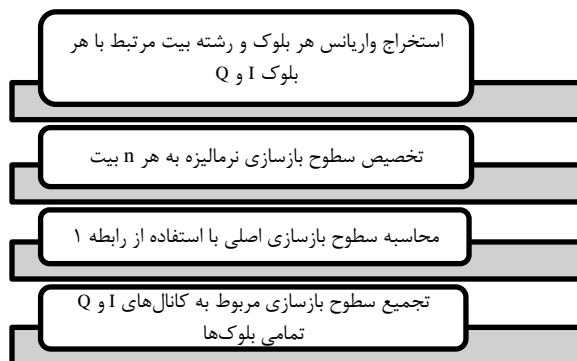 استخراج واریانس هر بلوک و رشته بیت مرتبط با هر
بلوک I و Q
تخصیص سطوح بازسازی نرمالیزه به هر n بیت
محاسبه سطوح بازسازی اصلی با استفاده از رابطه ۱
تجمیع سطوح بازسازی مربوط به کانال‌های I و Q
تمامی بلوک‌ها